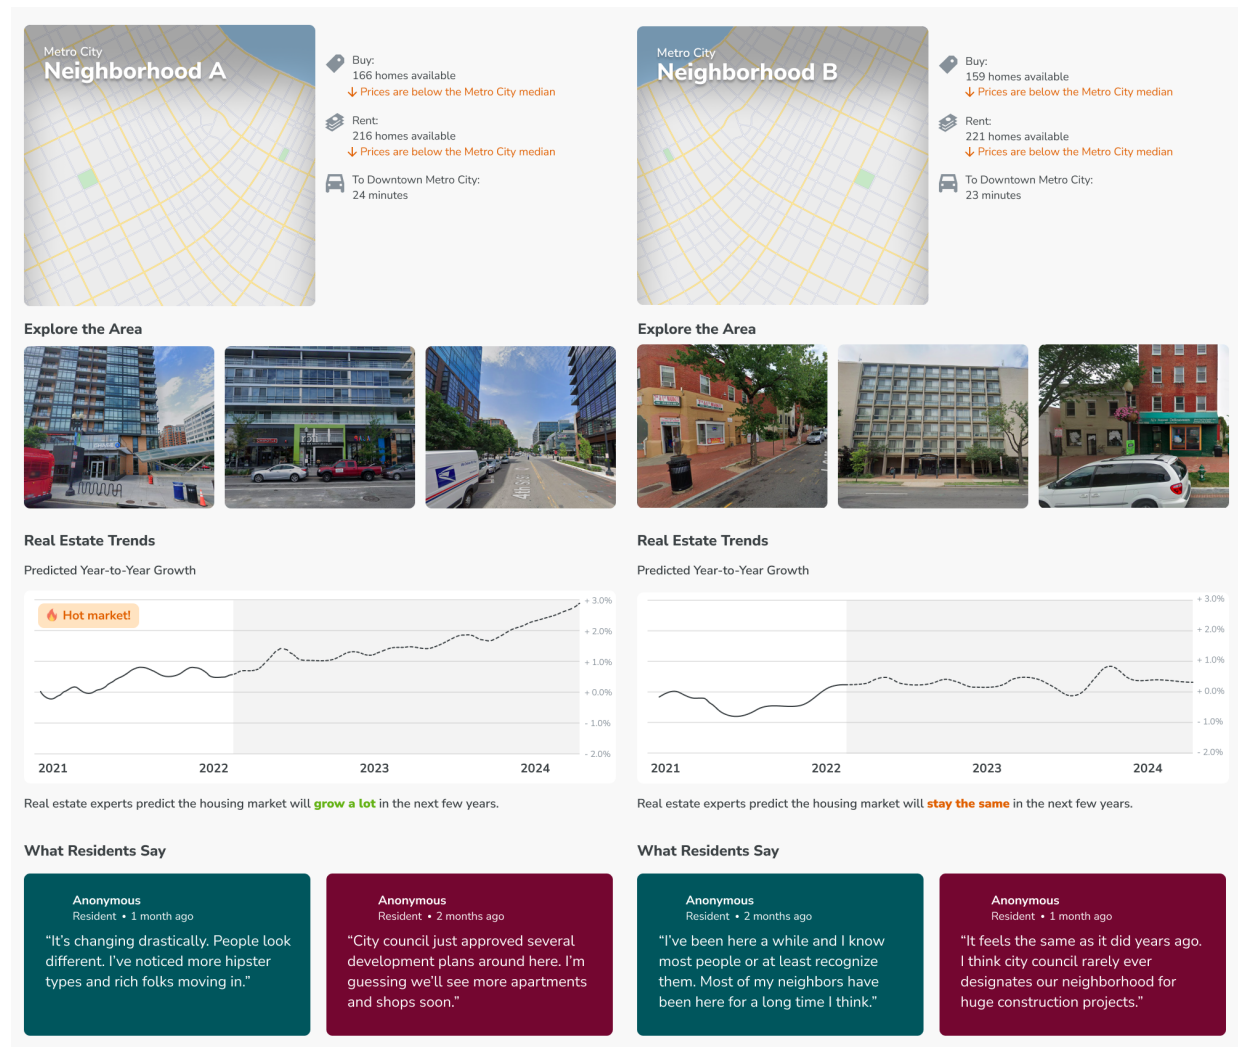 Metro City
Neighborhood A
Buy:
166 homes available
↓ Prices are below the Metro City median
Rent:
216 homes available
↓ Prices are below the Metro City median
To Downtown Metro City:
24 minutes
Explore the Area
4th St
Real Estate Trends
Predicted Year-to-Year Growth
Hot market!
+ 3.0%
+ 2.0%
+ 1.0%
+ 0.0%
- 1.0%
- 2.0%
2021
2022
2023
2024
Real estate experts predict the housing market will grow a lot in the next few years.
What Residents Say
Anonymous
Resident • 1 month ago
“It’s changing drastically. People look
different. I’ve noticed more hipster
types and rich folks moving in.”
Anonymous
Resident • 2 months ago
“City council just approved several
development plans around here. I’m
guessing we’ll see more apartments
and shops soon.”
Metro City
Neighborhood B
Buy:
159 homes available
↓ Prices are below the Metro City median
Rent:
221 homes available
↓ Prices are below the Metro City median
To Downtown Metro City:
23 minutes
Explore the Area
Real Estate Trends
Predicted Year-to-Year Growth
+ 3.0%
+ 2.0%
+ 1.0%
+ 0.0%
- 1.0%
- 2.0%
2021
2022
2023
2024
Real estate experts predict the housing market will stay the same in the next few years.
What Residents Say
Anonymous
Resident • 2 months ago
“I’ve been here a while and I know
most people or at least recognize
them. Most of my neighbors have
been here for a long time I think.”
Anonymous
Resident • 1 month ago
“It feels the same as it did years ago.
I think city council rarely ever
designates our neighborhood for
huge construction projects.”